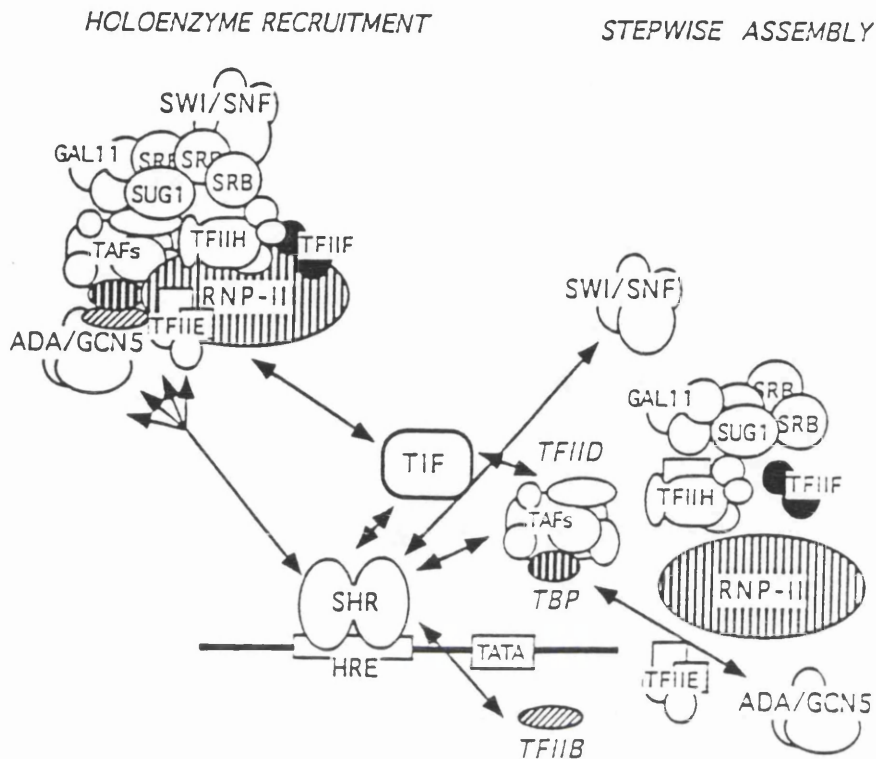 HOLOENZYME RECRUITMENT
STEPWISE ASSEMBLY
SWI/SNF
GAL11
SRB
SRB
SRB
SUG1
TAFs
TFIIH
TFIIF
RNP-II
TFIIE
ADA/GCN5
SWI/SNF
GAL11
SRB
SRB
SUG1
TIF
TFIID
TFIIH
TFIIF
TAFs
SHR
TBP
RNP-II
HRE
TATA
TFIIE
ADA/GCN5
TFIIB